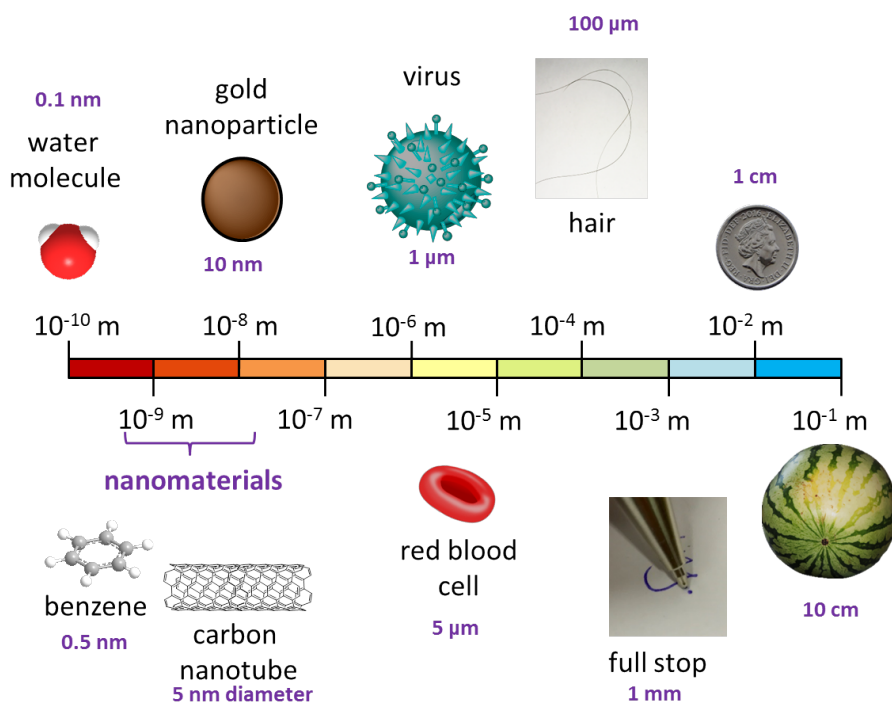 100 µm
virus
gold
nanoparticle
0.1 nm
water
molecule
1 cm
hair
10 nm
1 µm
10⁻¹⁰ m
10⁻⁸ m
10⁻⁶ m
10⁻⁴ m
10⁻² m
10⁻⁹ m
10⁻⁷ m
10⁻⁵ m
10⁻³ m
10⁻¹ m
nanomaterials
benzene
0.5 nm
carbon
nanotube
5 nm diameter
red blood
cell
5 µm
full stop
1 mm
10 cm